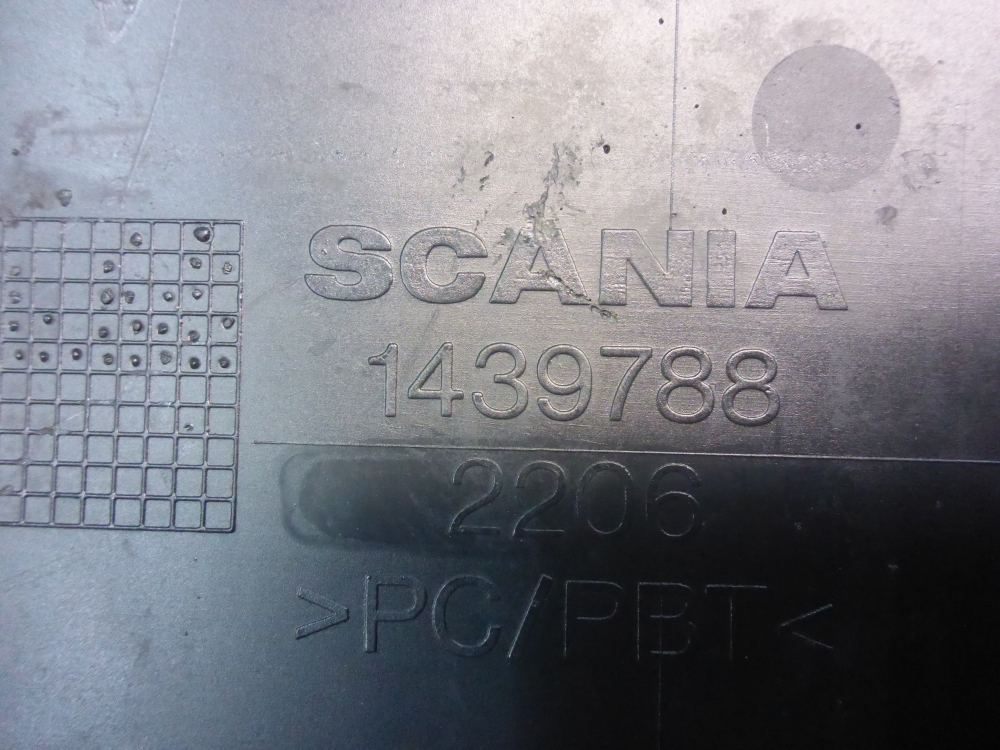 SCANIA
1439788
2206
>PC/PBT<